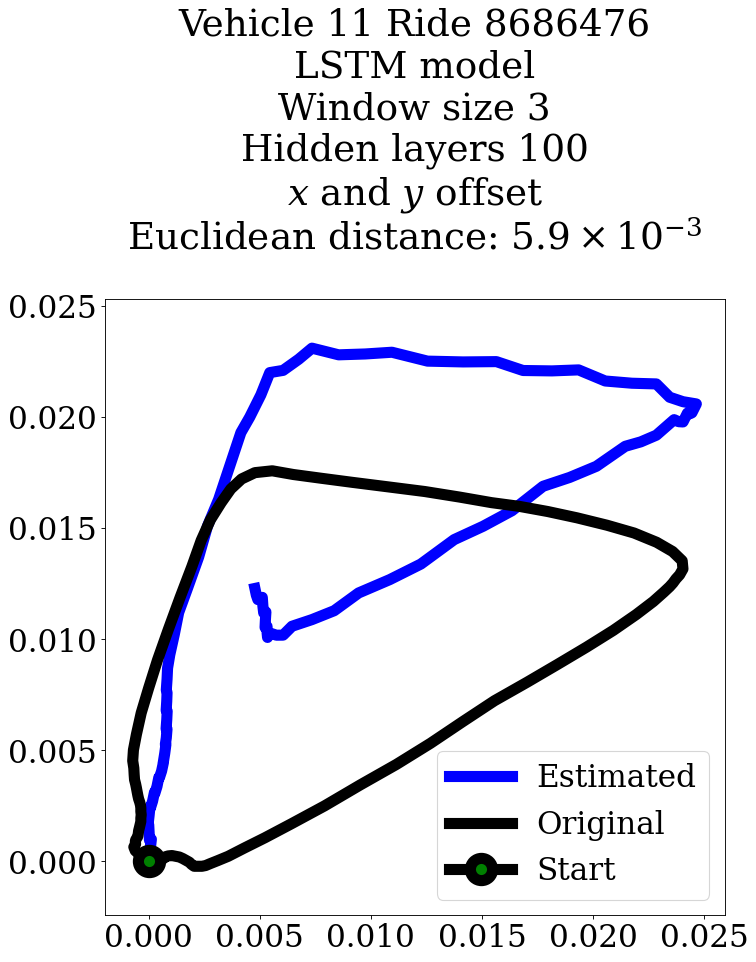 Vehicle 11 Ride 8686476
LSTM model
Window size 3
Hidden layers 100
x and y offset
Euclidean distance: 5.9 × 10⁻³
0.025
0.020
0.015
0.010
0.005
0.000
Estimated
Original
Start
0.000 0.005 0.010 0.015 0.020 0.025